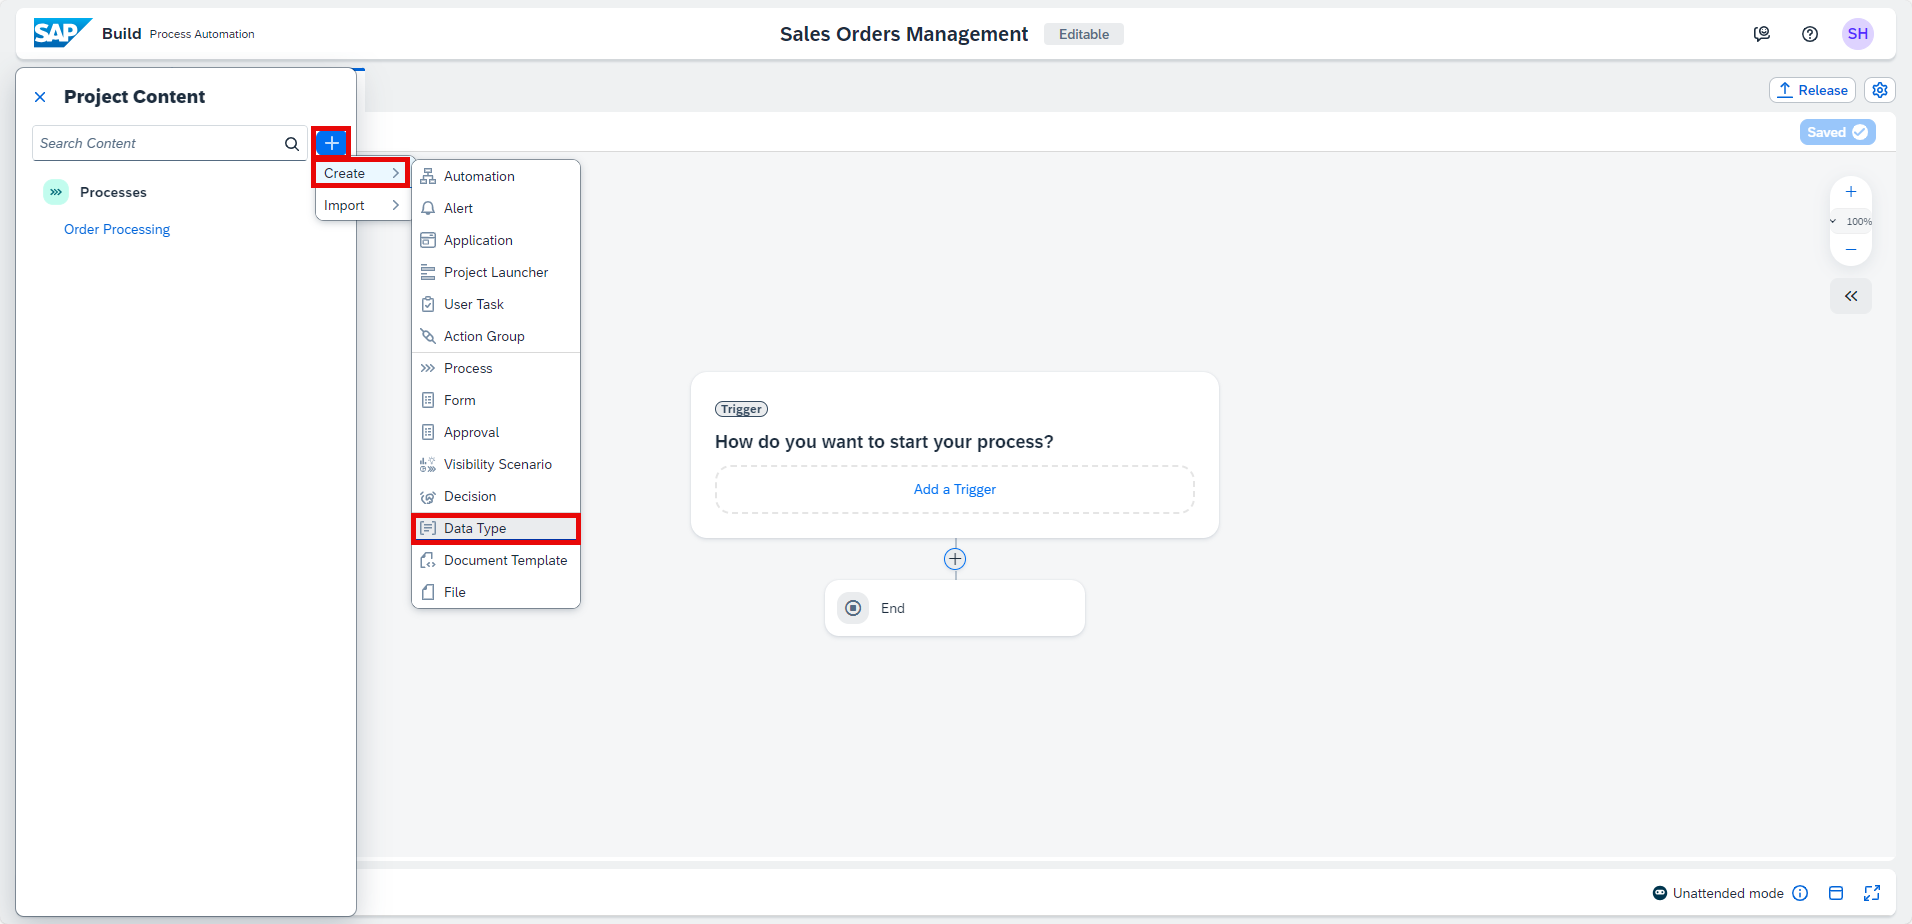 SAP Build Process Automation
Sales Orders Management Editable
SH
Project Content
Release
Search Content
Saved
Create
Import
Processes
Order Processing
Automation
Alert
Application
Project Launcher
User Task
Action Group
Process
Form
Approval
Visibility Scenario
Decision
Data Type
Document Template
File
100%
Trigger
How do you want to start your process?
Add a Trigger
End
Unattended mode